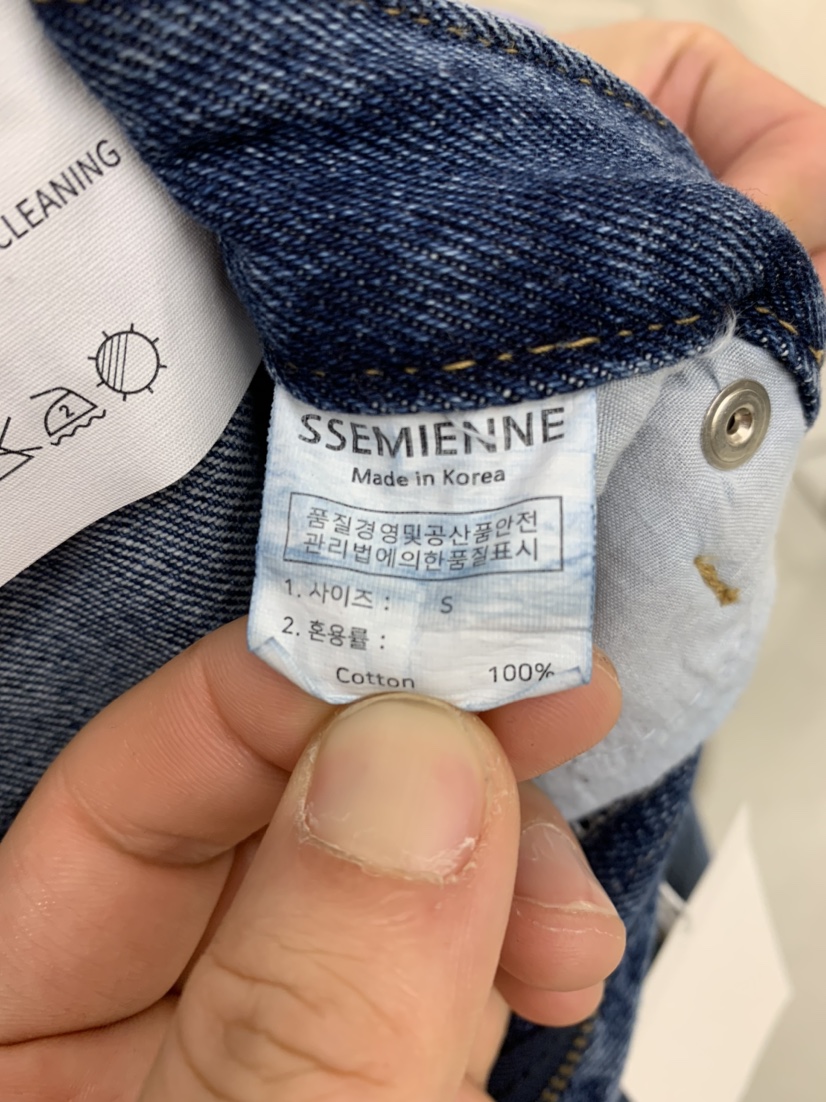 CLEANING
2
SSEMIENNE
Made in Korea
품질경영및공산품안전
관리법에의한품질표시
1. 사이즈 : S
2. 혼용률 :
Cotton 100%